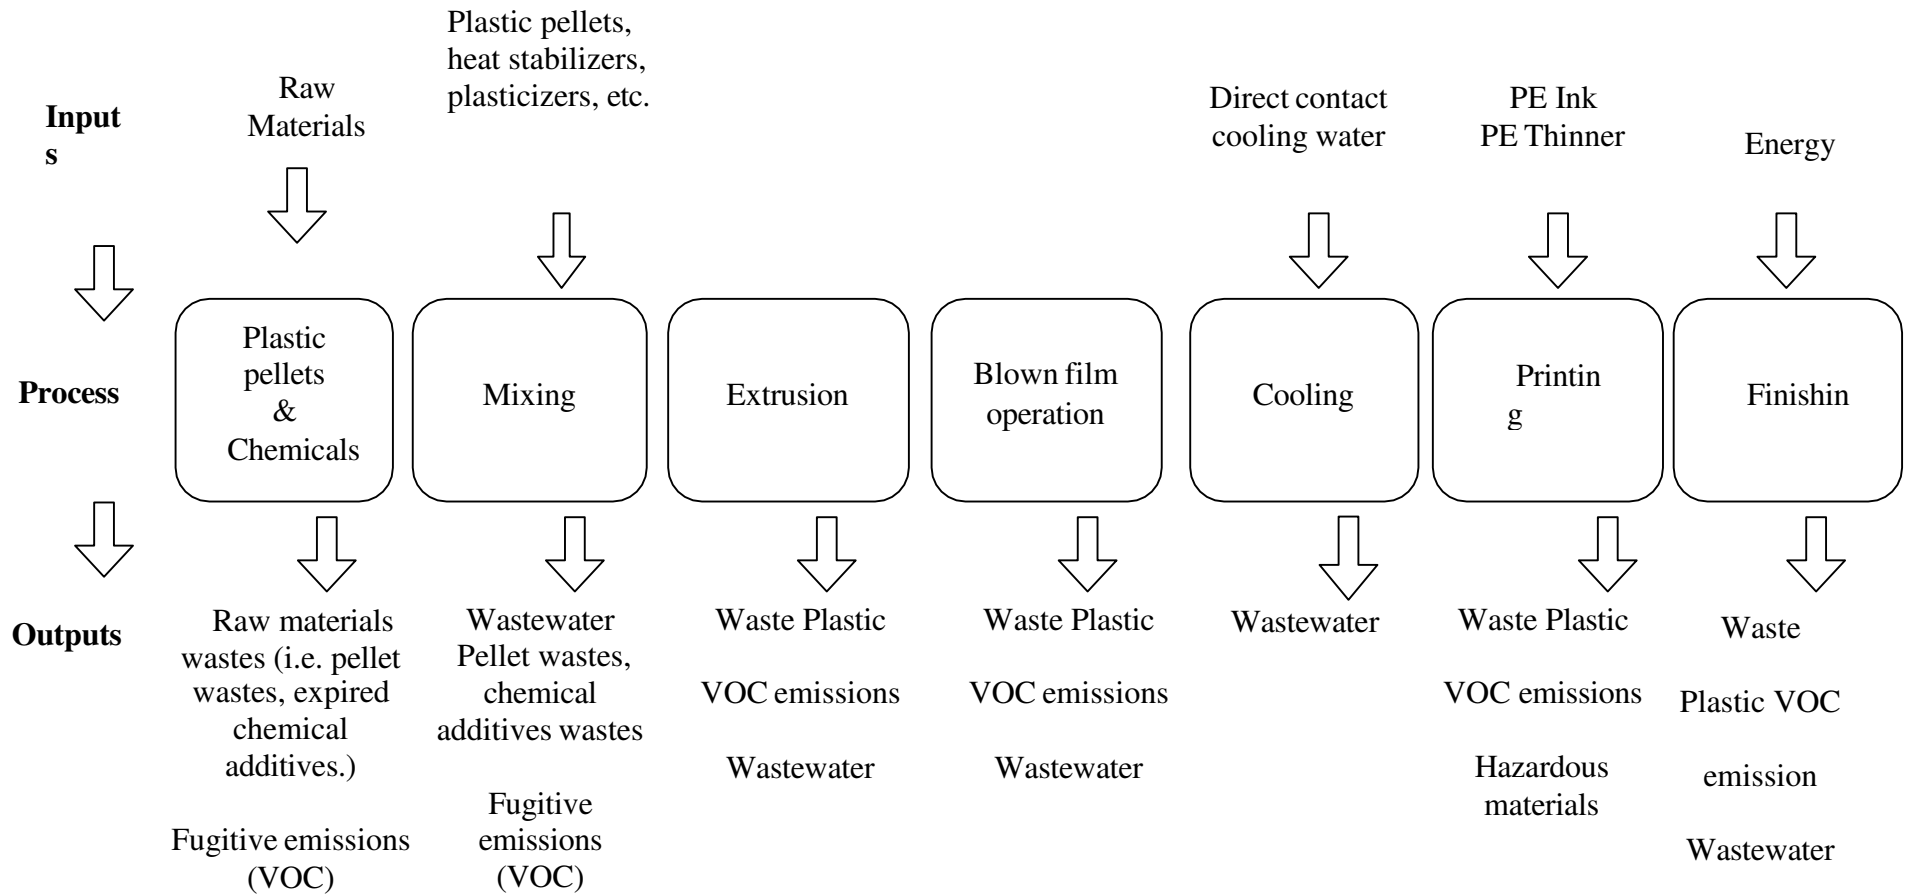 Input
s
Raw
Materials
Plastic pellets,
heat stabilizers,
plasticizers, etc.
Direct contact
cooling water
PE Ink
PE Thinner
Energy
Process
Plastic
pellets
&
Chemicals
Mixing
Extrusion
Blown film
operation
Cooling
Printin
g
Finishin
Outputs
Raw materials
wastes (i.e. pellet
wastes, expired
chemical
additives.)
Fugitive emissions
(VOC)
Wastewater
Pellet wastes,
chemical
additives wastes
Fugitive
emissions
(VOC)
Waste Plastic
VOC emissions
Wastewater
Waste Plastic
VOC emissions
Wastewater
Wastewater
Waste Plastic
VOC emissions
Hazardous
materials
Waste
Plastic VOC
emission
Wastewater